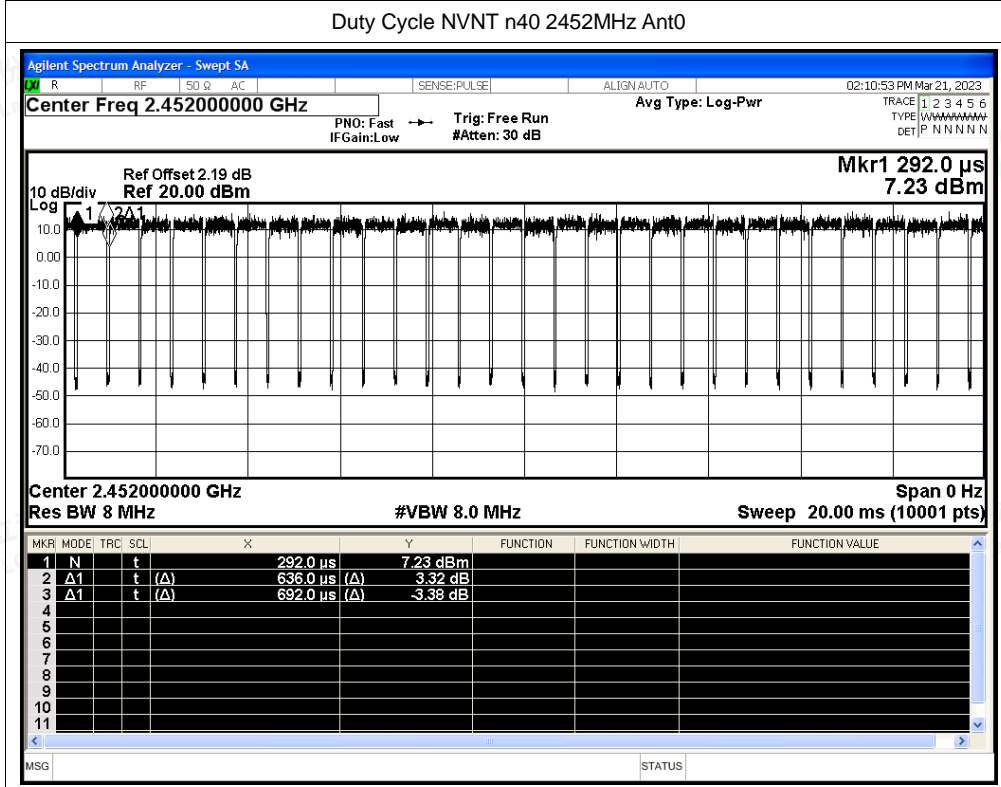 Duty Cycle NVNT n40 2452MHz Ant0
Agilent Spectrum Analyzer - Swept SA
LXI R RF 50 Ω AC SENSE:PULSE ALIGN AUTO 02:10:53 PM Mar 21, 2023
Center Freq 2.452000000 GHz Avg Type: Log-Pwr TRACE 1 2 3 4 5 6
PNO: Fast Trig: Free Run TYPE
IFGain:Low #Atten: 30 dB DET P N N N N N
Mkr1 292.0 µs
Ref Offset 2.19 dB
10 dB/div Ref 20.00 dBm 7.23 dBm
Log
1 2Δ1
10.0
0.00
-10.0
-20.0
-30.0
-40.0
-50.0
-60.0
-70.0
Center 2.452000000 GHz Span 0 Hz
Res BW 8 MHz #VBW 8.0 MHz Sweep 20.00 ms (10001 pts)
MKR MODE TRC SCL X Y FUNCTION FUNCTION WIDTH FUNCTION VALUE
1 N t 292.0 µs 7.23 dBm
2 Δ1 t (Δ) 636.0 µs (Δ) 3.32 dB
3 Δ1 t (Δ) 692.0 µs (Δ) -3.38 dB
4
5
6
7
8
9
10
11
MSG STATUS